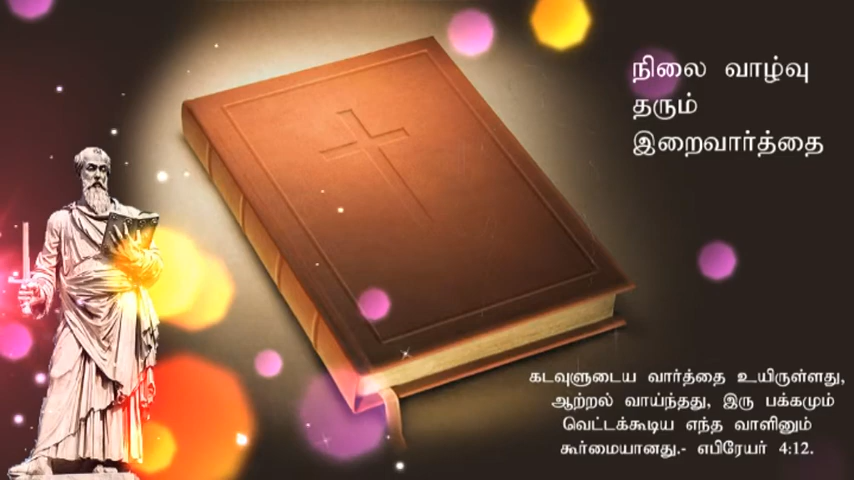 நிலை வாழ்வு
தரும்
இறைவார்த்தை
கடவுளுடைய வார்த்தை உயிருள்ளது,
ஆற்றல் வாய்ந்தது, இரு பக்கமும்
வெட்டக்கூடிய எந்த வாளினும்
கூர்மையானது.- எபிரேயர் 4:12.